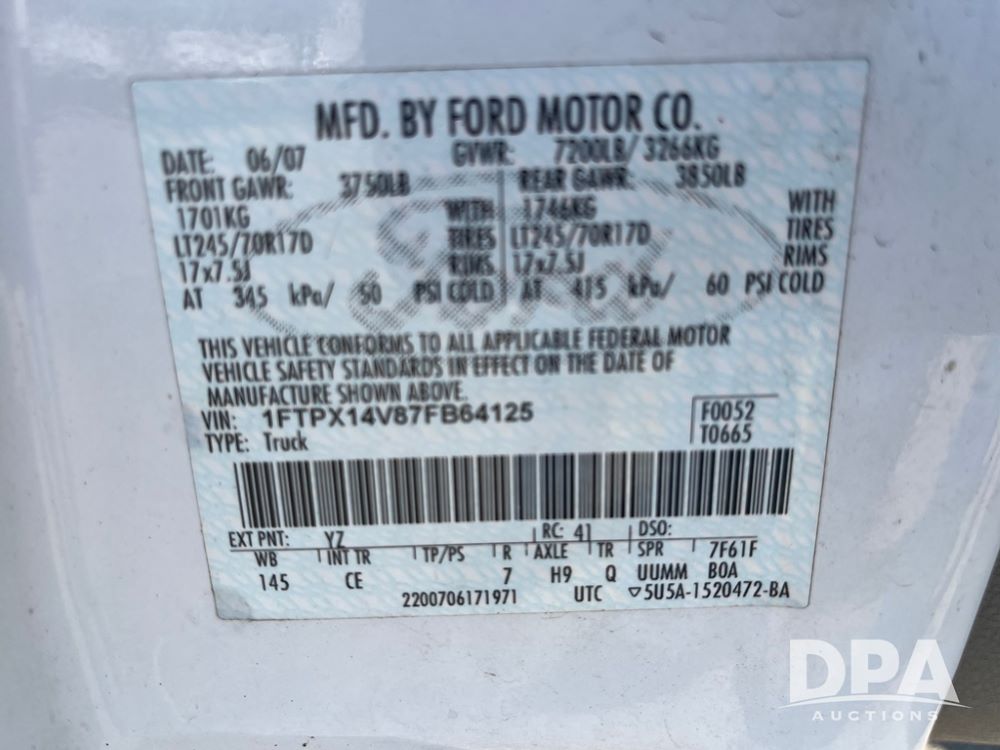 MFD. BY FORD MOTOR CO.
DATE: 06/07 GVWR: 7200LB/ 3266KG
FRONT GAWR: 3750LB REAR GAWR: 3850LB
1701KG WITH 1746KG WITH
LT245/70R17D TIRES LT245/70R17D TIRES
17x7.5J RIMS 17x7.5J RIMS
AT 345 kPa/ 50 PSI COLD AT 415 kPa/ 60 PSI COLD
Ford
THIS VEHICLE CONFORMS TO ALL APPLICABLE FEDERAL MOTOR
VEHICLE SAFETY STANDARDS IN EFFECT ON THE DATE OF
MANUFACTURE SHOWN ABOVE.
VIN: 1FTPX14V87FB64125 F0052
TYPE: Truck T0665
EXT PNT: YZ RC: 41 DSO:
WB INT TR TP/PS R AXLE TR SPR 7F61F
145 CE 7 H9 Q UUMM BOA
2200706171971 UTC ▽5U5A-1520472-BA
DPA
AUCTIONS